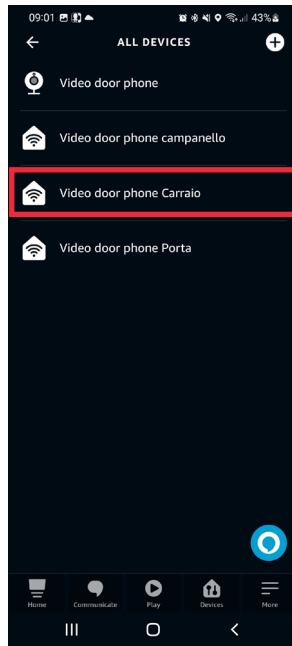 09:01 43%
ALL DEVICES
Video door phone
Video door phone campanello
Video door phone Carraio
Video door phone Porta
Home Communicate Play Devices More